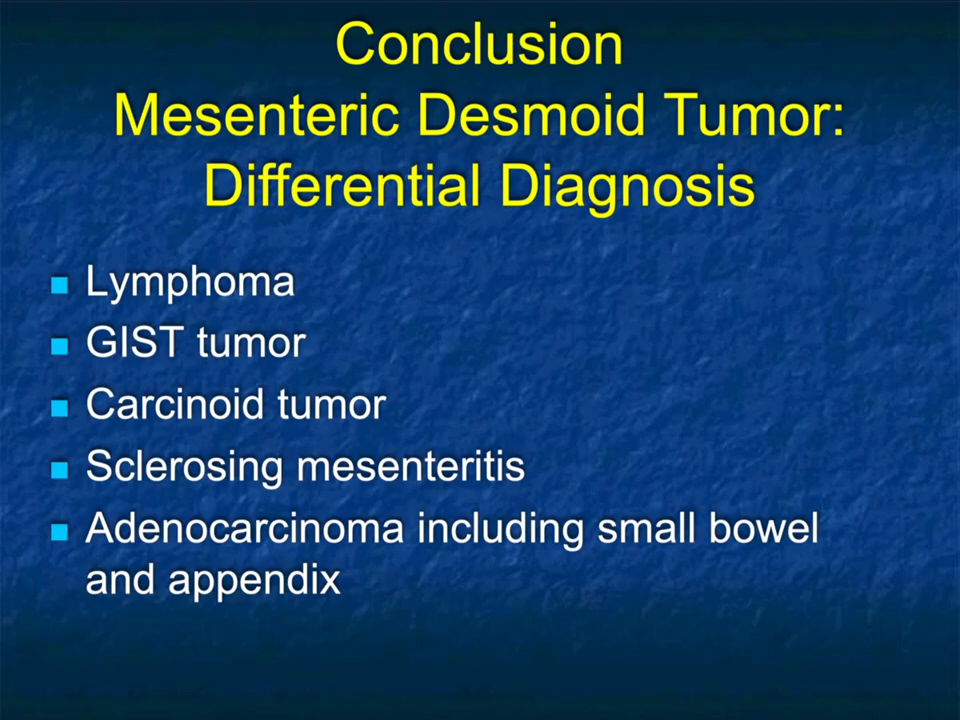 Conclusion
Mesenteric Desmoid Tumor:
Differential Diagnosis
Lymphoma
GIST tumor
Carcinoid tumor
Sclerosing mesenteritis
Adenocarcinoma including small bowel
and appendix